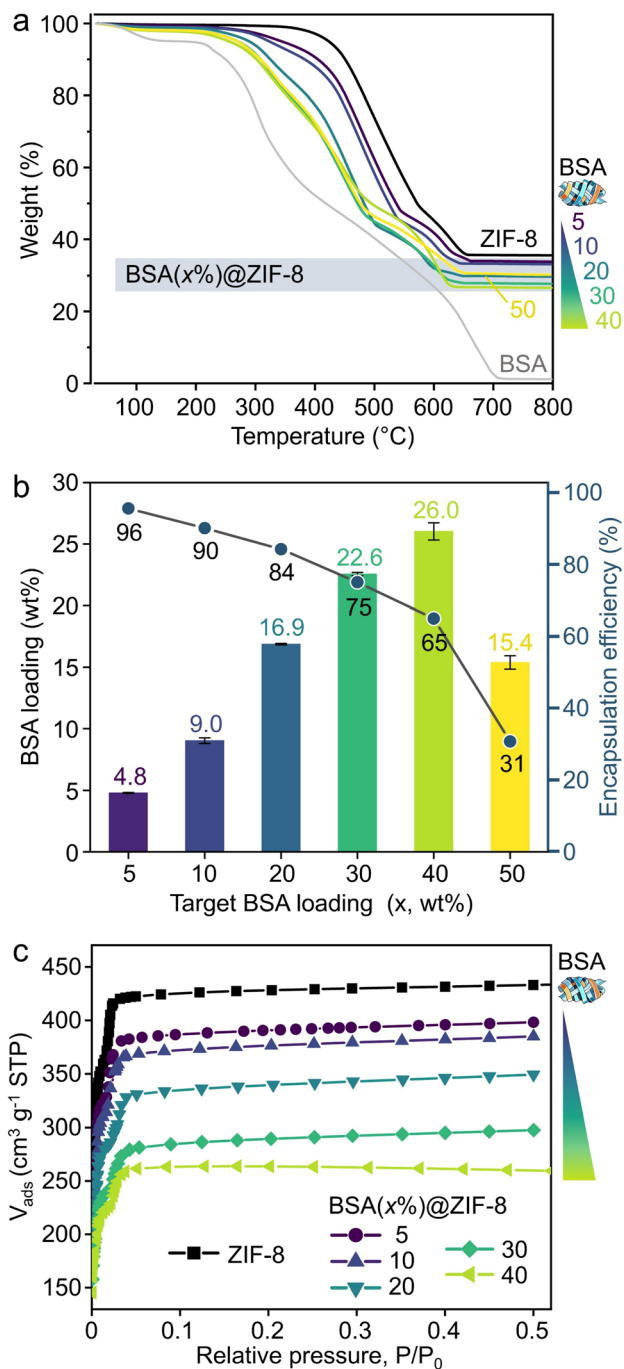 a
100
80
60
40
20
0
Weight (%)
100 200 300 400 500 600 700 800
Temperature (°C)
BSA(x%)@ZIF-8
ZIF-8
50
BSA
BSA
5
10
20
30
40
b
30
25
20
15
10
5
0
BSA loading (wt%)
4.8
9.0
16.9
22.6
26.0
15.4
96
90
84
75
65
31
100
80
60
40
20
0
Encapsulation efficiency (%)
5 10 20 30 40 50
Target BSA loading (x, wt%)
c
450
400
350
300
250
200
150
Vads (cm³ g⁻¹ STP)
BSA
BSA(x%)@ZIF-8
ZIF-8
5
10
20
30
40
0 0.1 0.2 0.3 0.4 0.5
Relative pressure, P/P₀